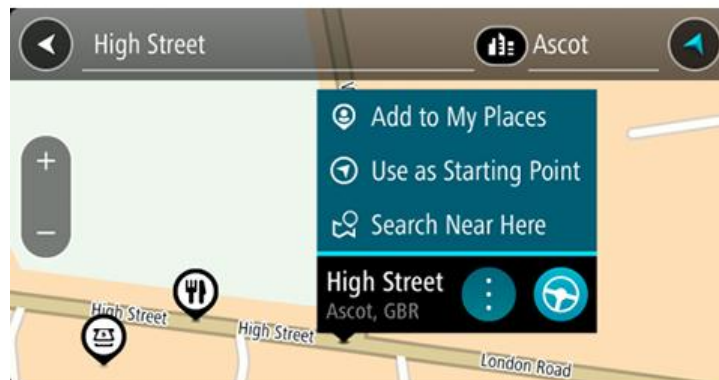 High Street
Ascot
Add to My Places
Use as Starting Point
Search Near Here
High Street
Ascot, GBR
High Street
High Street
London Road